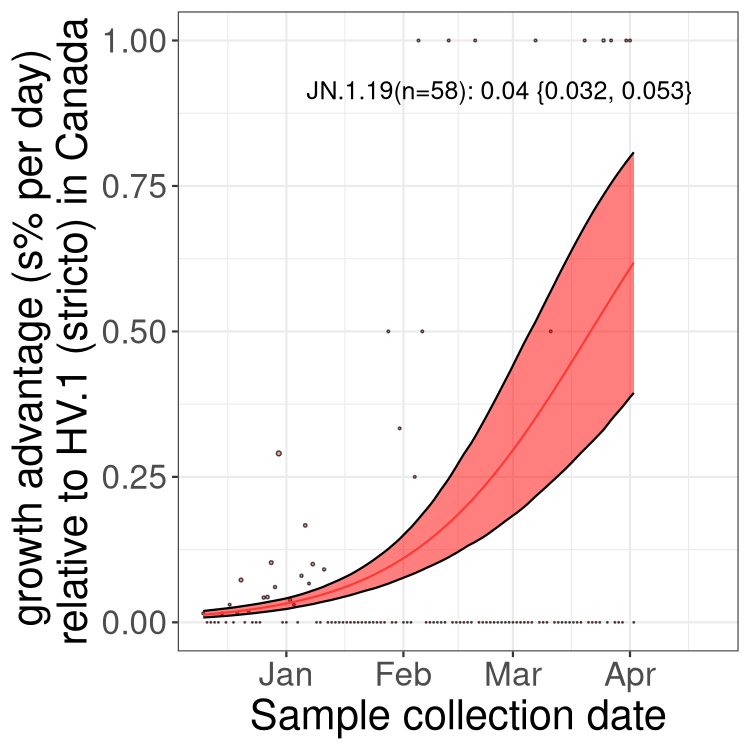 growth advantage (s% per day)
relative to HV.1 (stricto) in Canada
1.00
0.75
0.50
0.25
0.00
JN.1.19(n=58): 0.04 {0.032, 0.053}
Jan Feb Mar Apr
Sample collection date